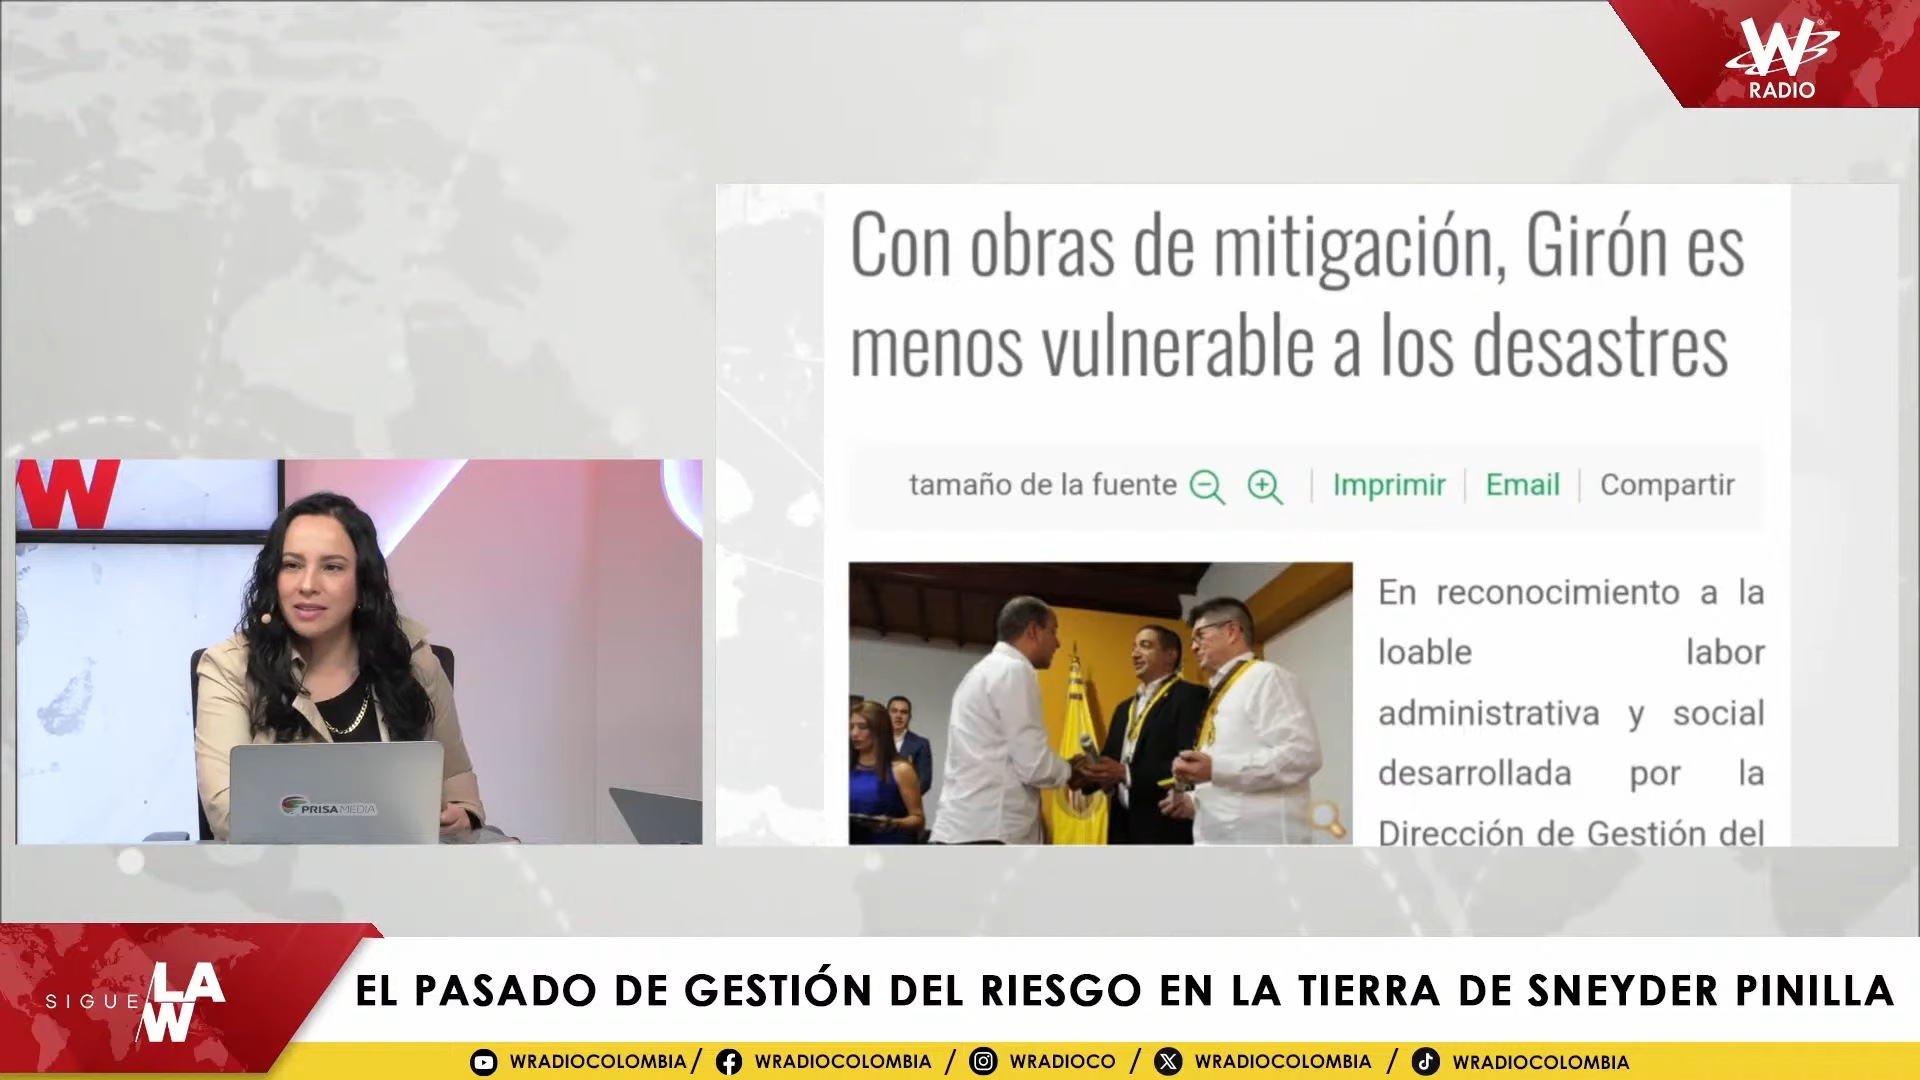 W
RADIO
Con obras de mitigación, Girón es
menos vulnerable a los desastres
tamaño de la fuente
Imprimir
Email
Compartir
En reconocimiento a la
loable labor
administrativa y social
desarrollada por la
Dirección de Gestión del
W
PRISA MEDIA
SIGUE LA W
EL PASADO DE GESTIÓN DEL RIESGO EN LA TIERRA DE SNEYDER PINILLA
WRADIOCOLOMBIA / WRADIOCOLOMBIA / WRADIOCO / WRADIOCOLOMBIA / WRADIOCOLOMBIA